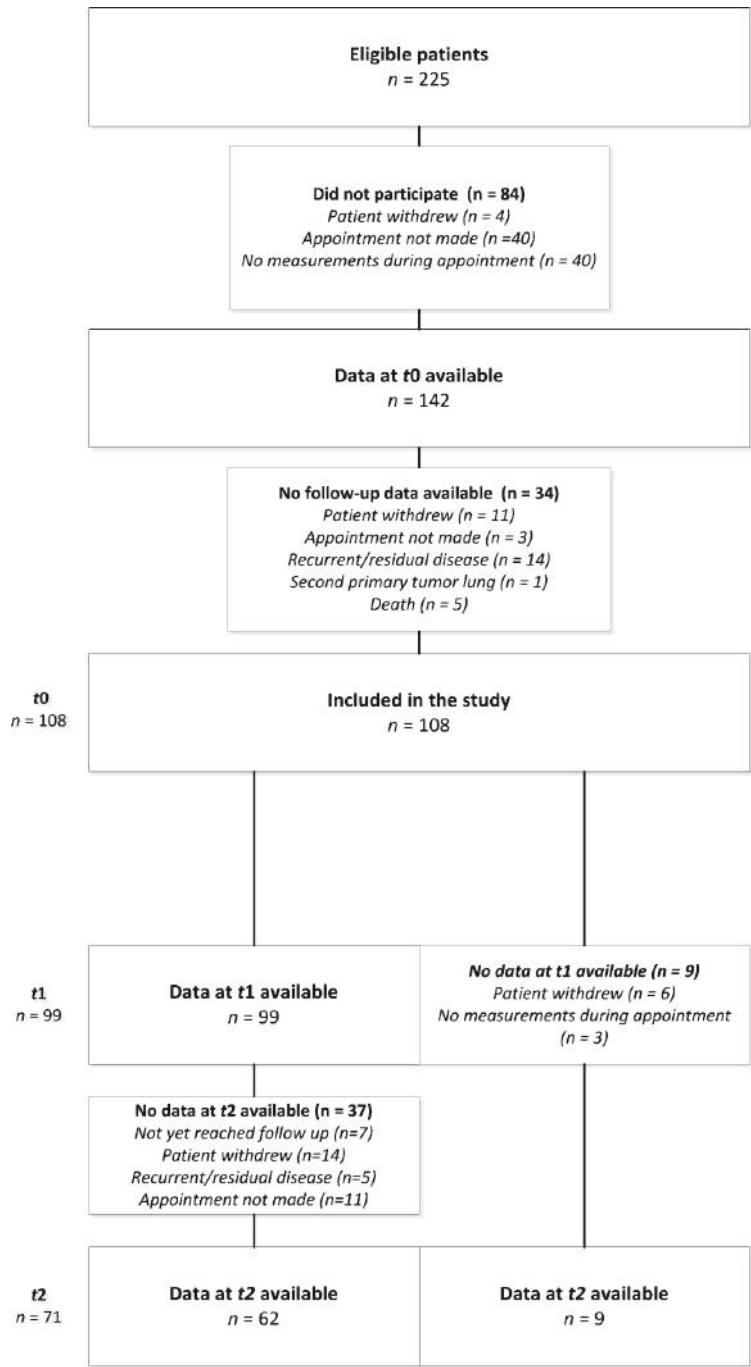 Eligible patients
n = 225
Did not participate (n = 84)
Patient withdrew (n = 4)
Appointment not made (n =40)
No measurements during appointment (n = 40)
Data at t0 available
n = 142
No follow-up data available (n = 34)
Patient withdrew (n = 11)
Appointment not made (n = 3)
Recurrent/residual disease (n = 14)
Second primary tumor lung (n = 1)
Death (n = 5)
t0
n = 108
Included in the study
n = 108
t1
n = 99
Data at t1 available
n = 99
No data at t1 available (n = 9)
Patient withdrew (n = 6)
No measurements during appointment
(n = 3)
No data at t2 available (n = 37)
Not yet reached follow up (n=7)
Patient withdrew (n=14)
Recurrent/residual disease (n=5)
Appointment not made (n=11)
t2
n = 71
Data at t2 available
n = 62
Data at t2 available
n = 9